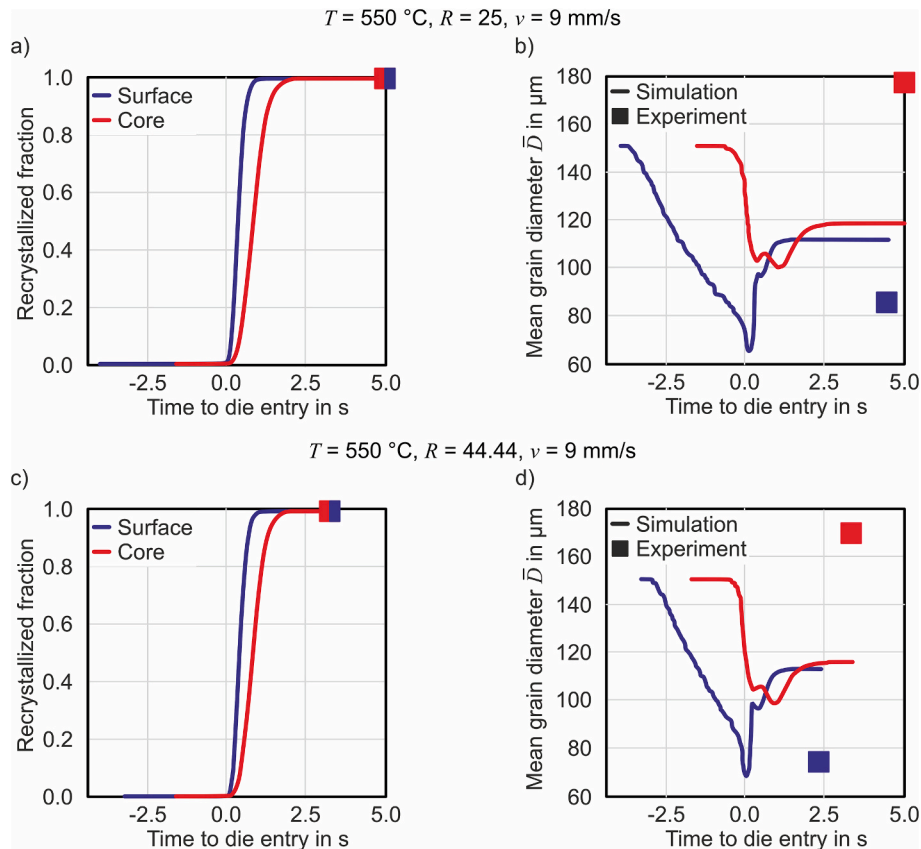 T = 550 °C, R = 25, v = 9 mm/s
a)
b)
Recrystallized fraction
1.0
0.8
0.6
0.4
0.2
0.0
Surface
Core
-2.5
0.0
2.5
5.0
Time to die entry in s
Mean grain diameter D̅ in µm
180
160
140
120
100
80
60
Simulation
Experiment
-2.5
0.0
2.5
5.0
Time to die entry in s
T = 550 °C, R = 44.44, v = 9 mm/s
c)
d)
Recrystallized fraction
1.0
0.8
0.6
0.4
0.2
0.0
Surface
Core
-2.5
0.0
2.5
5.0
Time to die entry in s
Mean grain diameter D̅ in µm
180
160
140
120
100
80
60
Simulation
Experiment
-2.5
0.0
2.5
5.0
Time to die entry in s